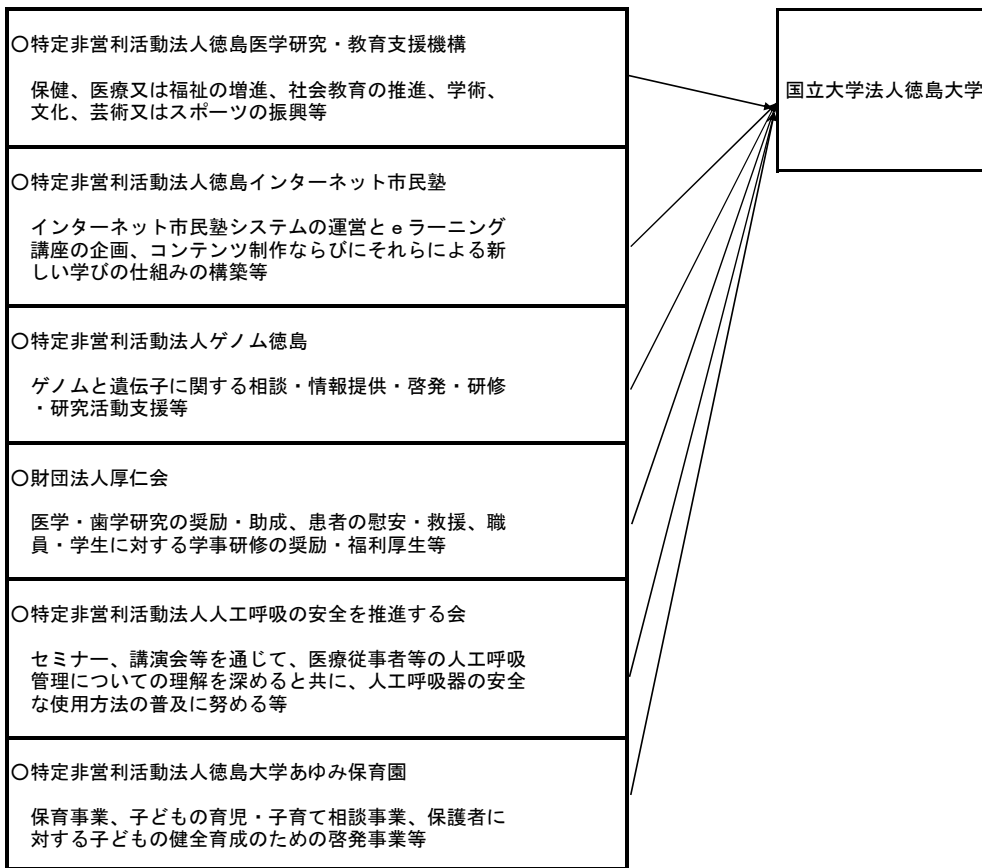 〇特定非営利活動法人徳島医学研究・教育支援機構
保健、医療又は福祉の増進、社会教育の推進、学術、
文化、芸術又はスポーツの振興等
〇特定非営利活動法人徳島インターネット市民塾
インターネット市民塾システムの運営とｅラーニング
講座の企画、コンテンツ制作ならびにそれらによる新
しい学びの仕組みの構築等
〇特定非営利活動法人ゲノム徳島
ゲノムと遺伝子に関する相談・情報提供・啓発・研修
・研究活動支援等
〇財団法人厚仁会
医学・歯学研究の奨励・助成、患者の慰安・救援、職
員・学生に対する学事研修の奨励・福利厚生等
〇特定非営利活動法人人工呼吸の安全を推進する会
セミナー、講演会等を通じて、医療従事者等の人工呼吸
管理についての理解を深めると共に、人工呼吸器の安全
な使用方法の普及に努める等
〇特定非営利活動法人徳島大学あゆみ保育園
保育事業、子どもの育児・子育て相談事業、保護者に
対する子どもの健全育成のための啓発事業等
国立大学法人徳島大学